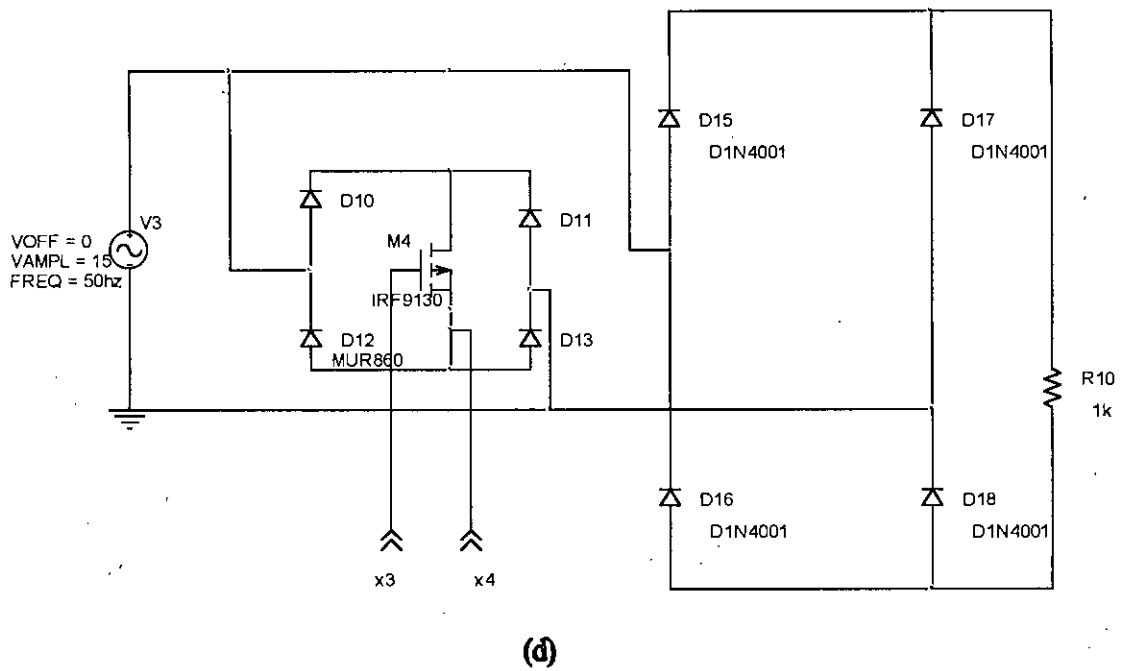 D15
D1N4001
D17
D1N4001
V3
VOFF = 0
VAMPL = 15
FREQ = 50hz
D10
D11
M4
IRF9130
D12
MUR860
D13
R10
1k
D16
D1N4001
D18
D1N4001
x3
x4
(d)